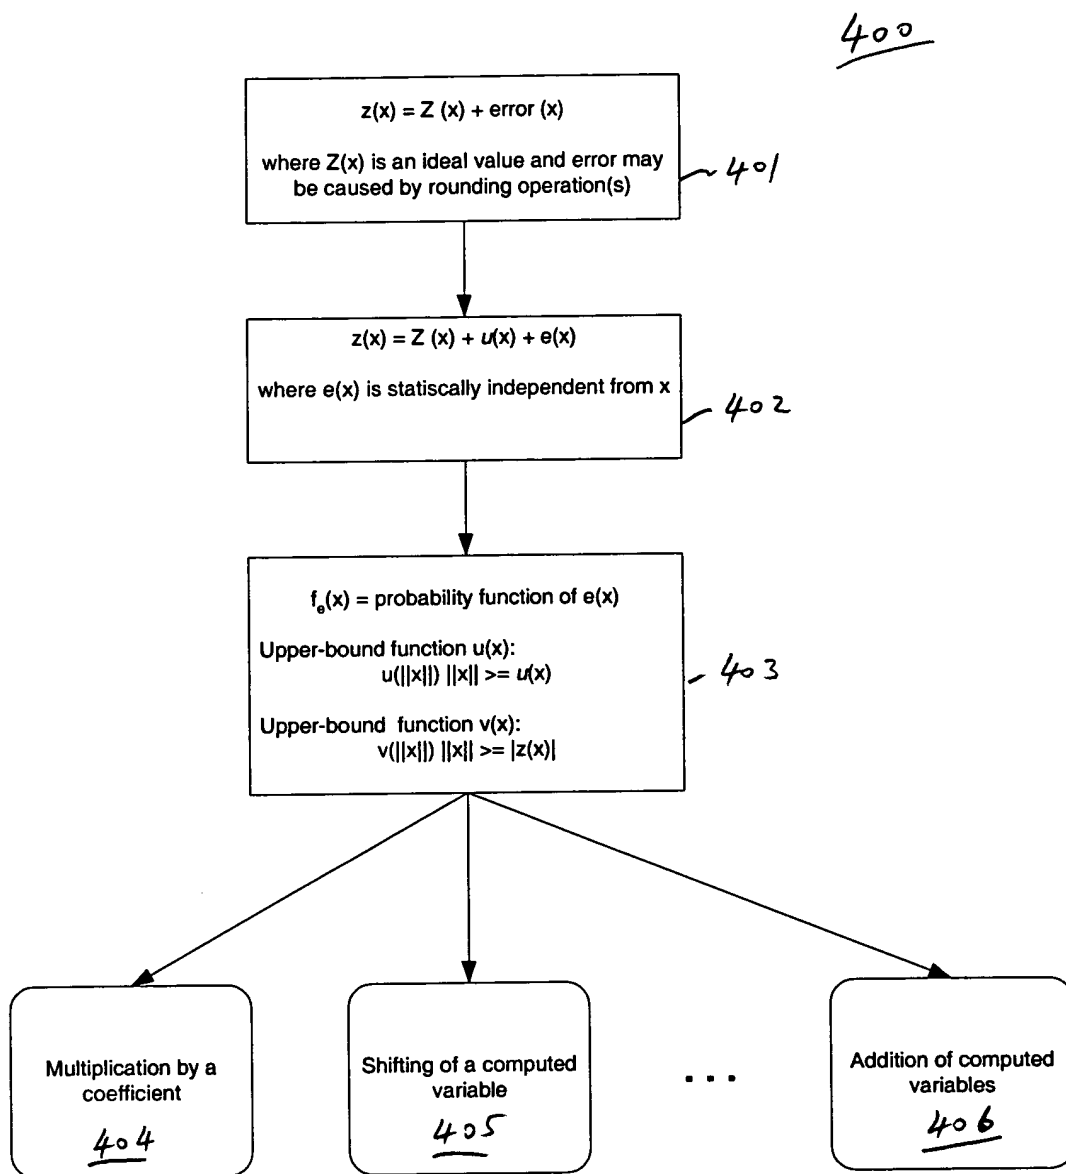 400
z(x) = Z (x) + error (x)
where Z(x) is an ideal value and error may
be caused by rounding operation(s)
401
z(x) = Z (x) + u(x) + e(x)
where e(x) is statiscally independent from x
402
fₑ(x) = probability function of e(x)
Upper-bound function u(x):
u(||x||) ||x|| >= u(x)
403
Upper-bound function v(x):
v(||x||) ||x|| >= |z(x)|
Multiplication by a
coefficient
404
Shifting of a computed
variable
405
. . .
Addition of computed
variables
406